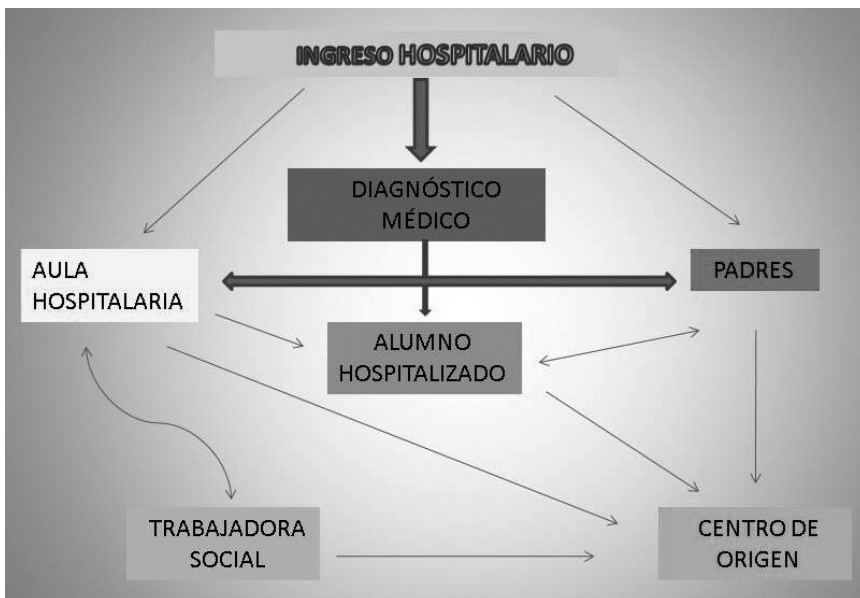 INGRESO HOSPITALARIO
DIAGNÓSTICO
MÉDICO
AULA
HOSPITALARIA
PADRES
ALUMNO
HOSPITALIZADO
TRABAJADORA
SOCIAL
CENTRO DE
ORIGEN